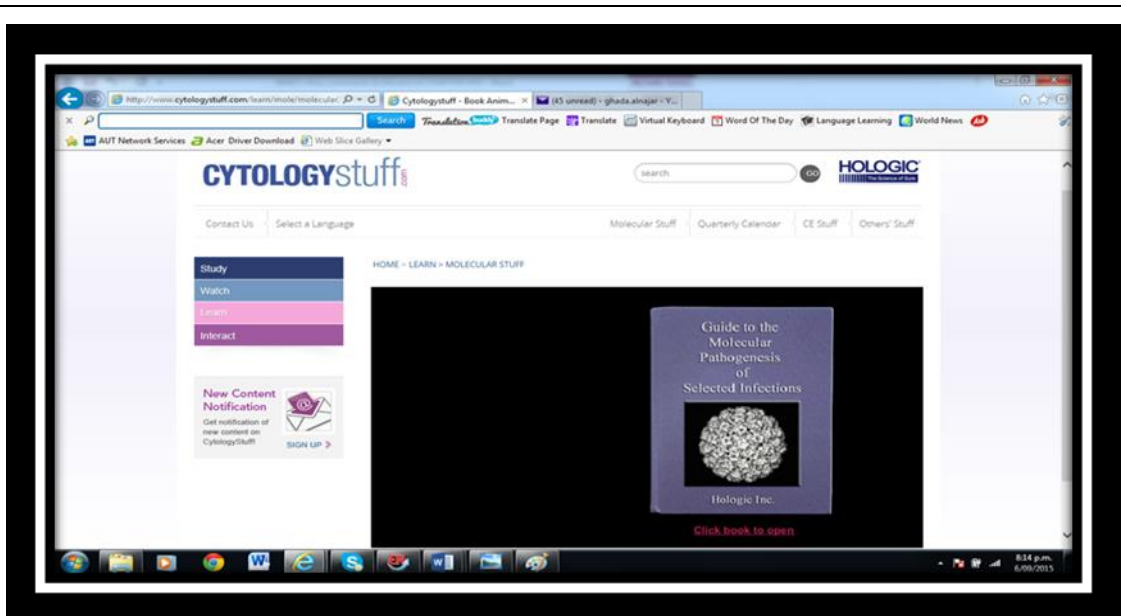 http://www.cytologystuff.com/learn/mole/molecular.
Cytologystuff - Book Anim...
(45 unread) - ghada.alnajar - Y...
Search
Translation Buddy
Translate Page
Translate
Virtual Keyboard
Word Of The Day
Language Learning
World News
AUT Network Services
Acer Driver Download
Web Slice Gallery
CYTOLOGYstuff.com
search
GO
HOLOGIC
The Science of Sure
Contact Us
Select a Language
Molecular Stuff
Quarterly Calendar
CE Stuff
Others' Stuff
Study
Watch
Learn
Interact
HOME > LEARN > MOLECULAR STUFF
New Content
Notification
Get notification of
new content on
CytologyStuff!
SIGN UP >
Guide to the
Molecular
Pathogenesis
of
Selected Infections
Hologic Inc.
Click book to open
8:14 p.m.
6/09/2015